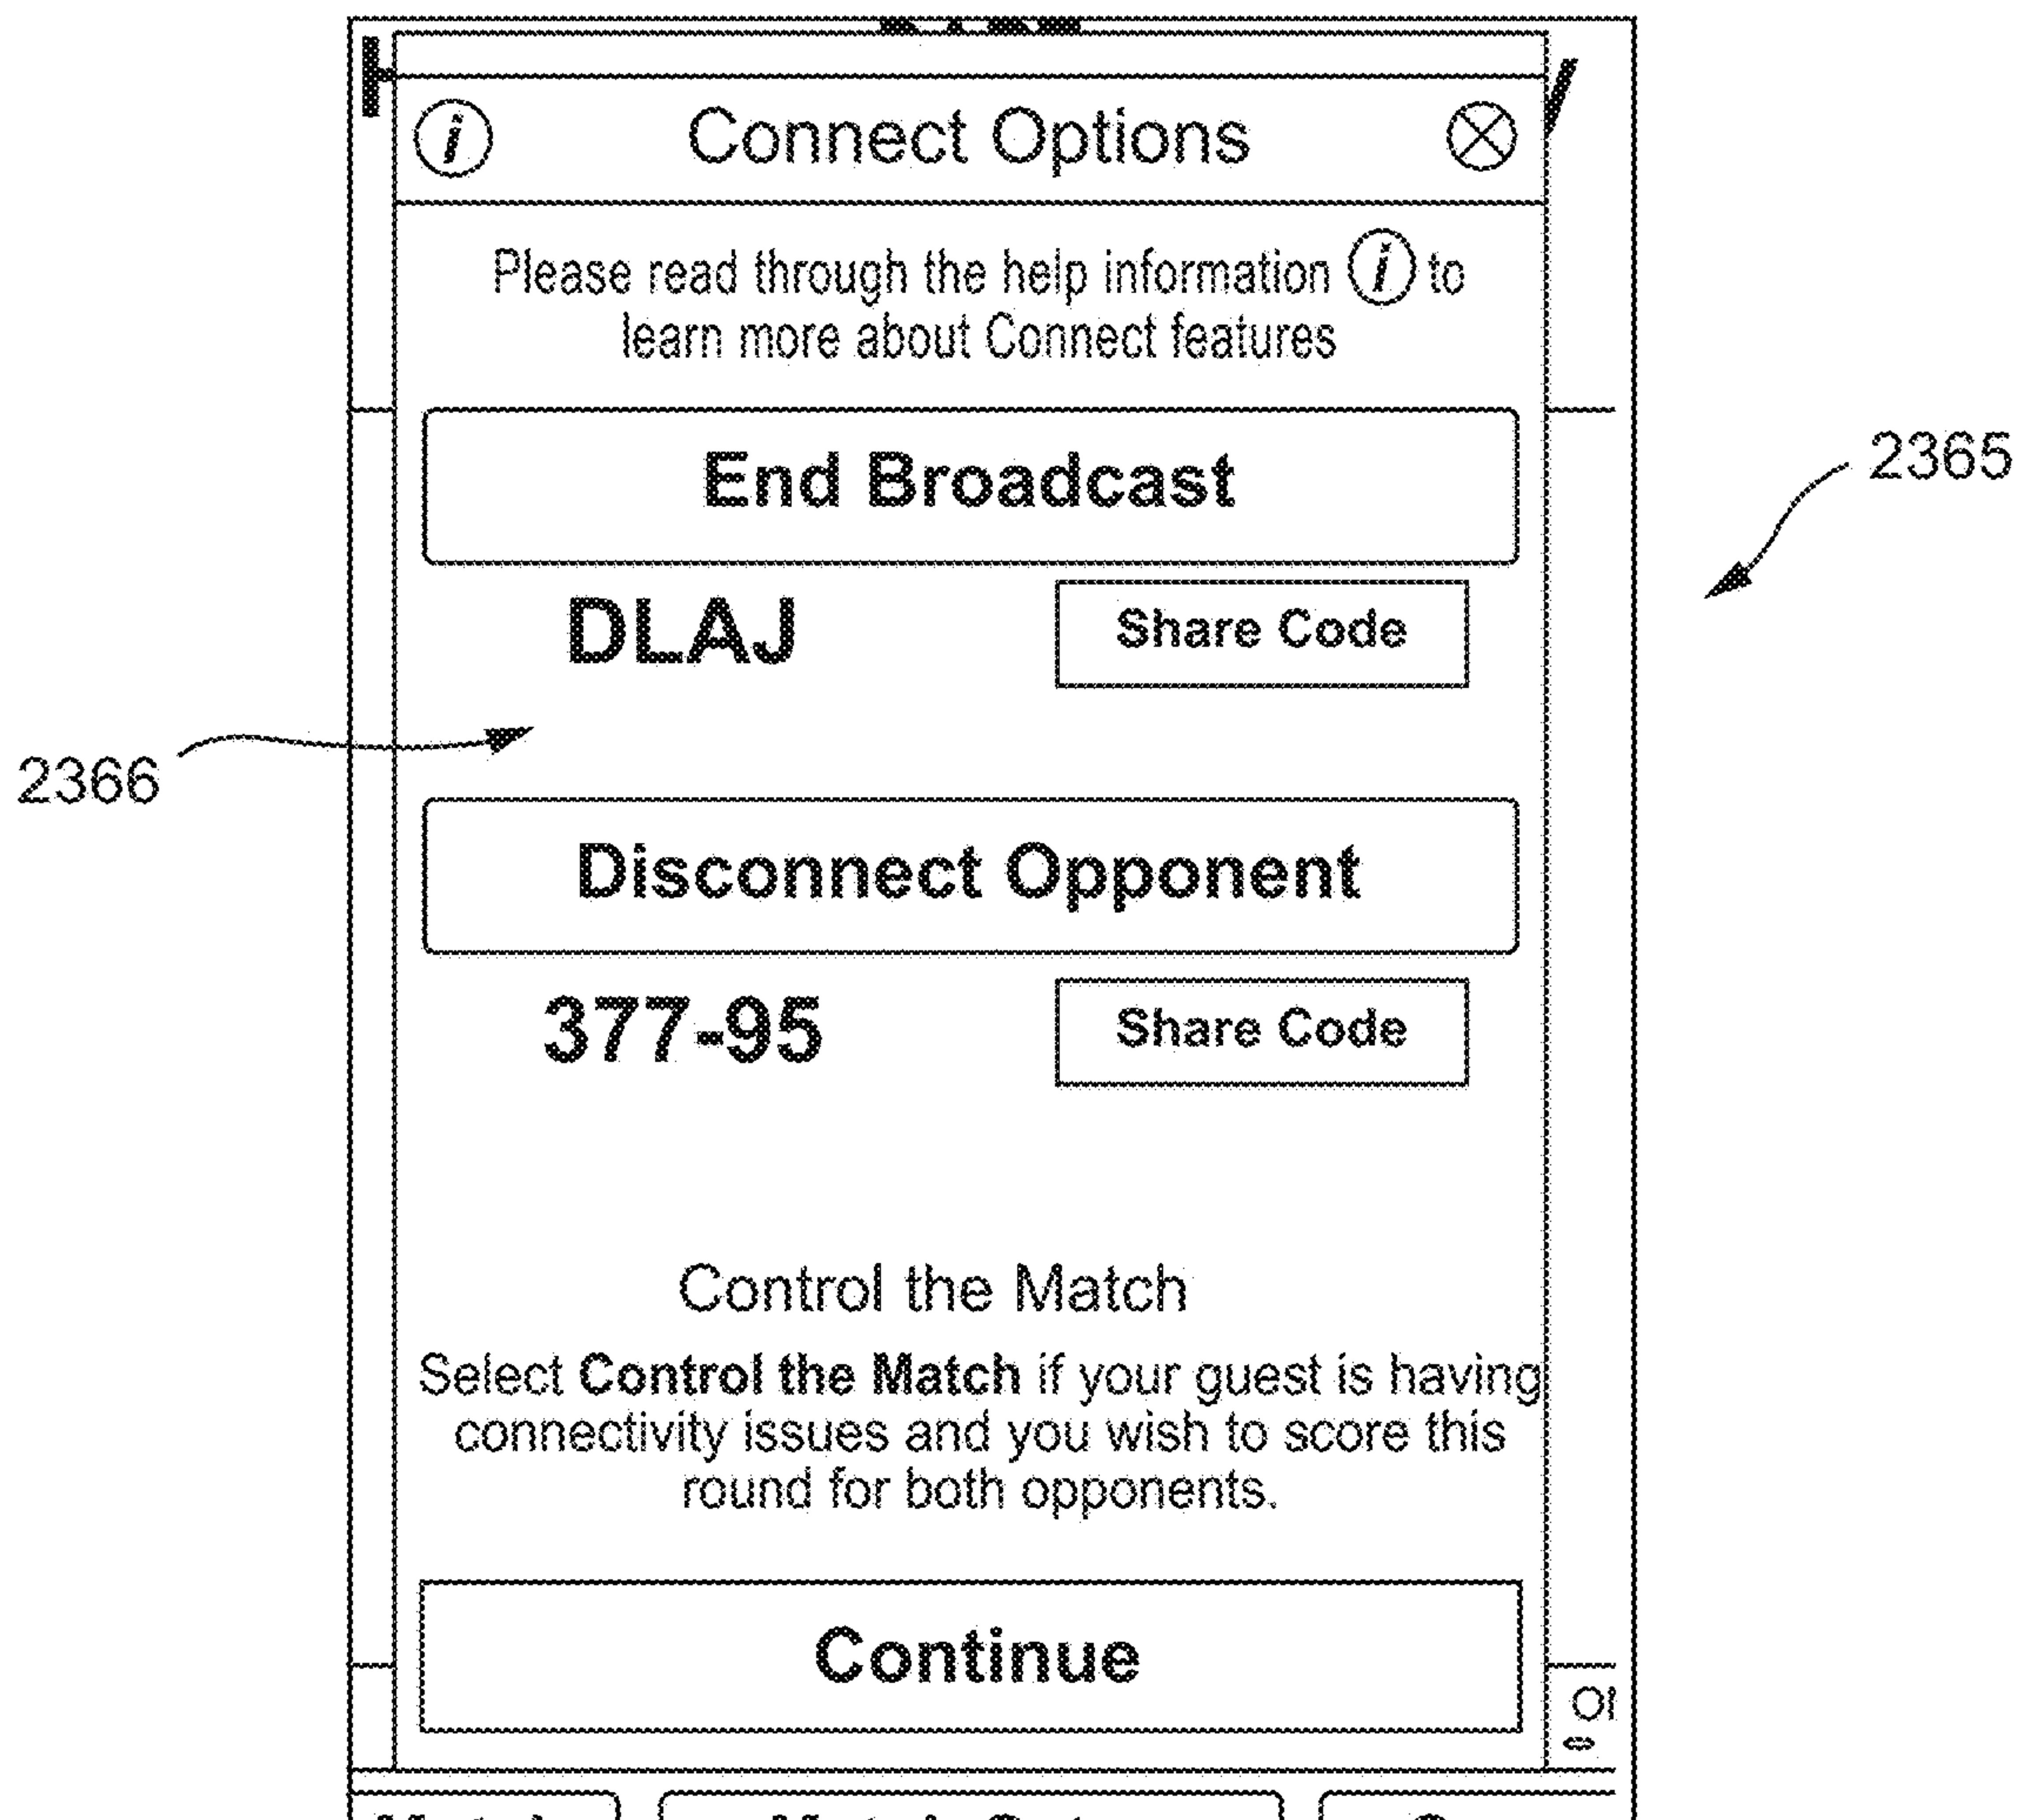 Connect Options
Please read through the help information i to
learn more about Connect features
End Broadcast
2365
DLAJ
Share Code
2366
Disconnect Opponent
377-95
Share Code
Control the Match
Select Control the Match if your guest is having
connectivity issues and you wish to score this
round for both opponents.
Continue